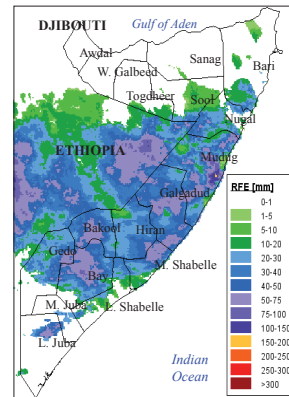 DJIBOUTI
Gulf of Aden
Awdal
Sanag
Bari
W. Galbeed
Togdheer
Sool
Nugal
ETHIOPIA
Mudug
Galgadud
Bakool
Hiran
Gedo
Bay
M. Shabelle
M. Juba
L. Shabelle
L. Juba
Indian
Ocean
RFE [mm]
0-1
1-5
5-10
10-20
20-30
30-40
40-50
50-75
75-100
100-150
150-200
200-250
250-300
>300